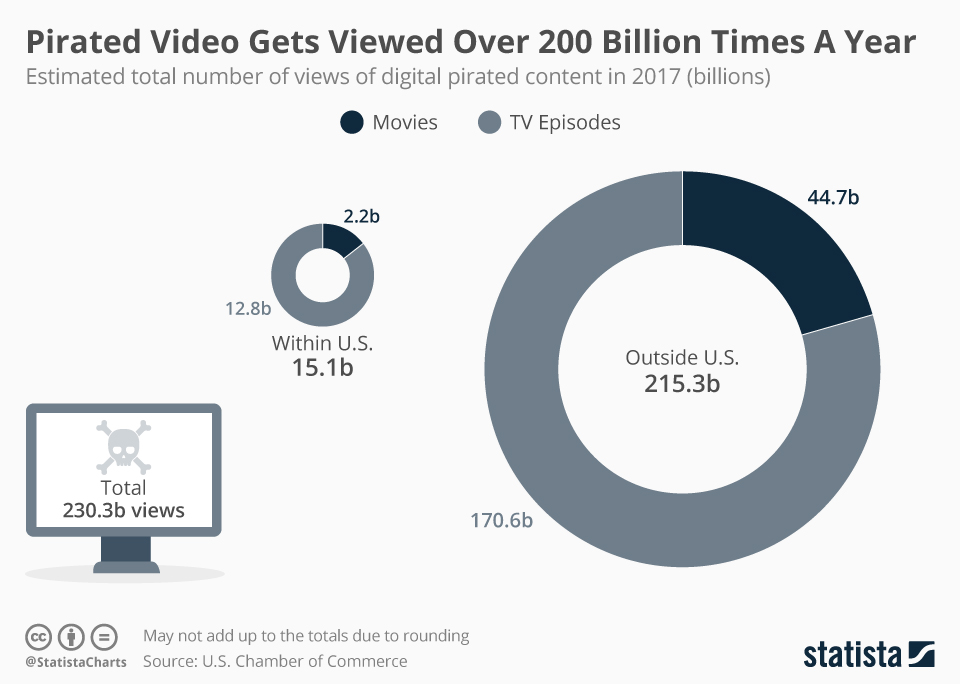 Pirated Video Gets Viewed Over 200 Billion Times A Year
Estimated total number of views of digital pirated content in 2017 (billions)
Movies
TV Episodes
2.2b
12.8b
Within U.S.
15.1b
44.7b
Outside U.S.
215.3b
170.6b
Total
230.3b views
cc
@StatistaCharts
May not add up to the totals due to rounding
Source: U.S. Chamber of Commerce
statista